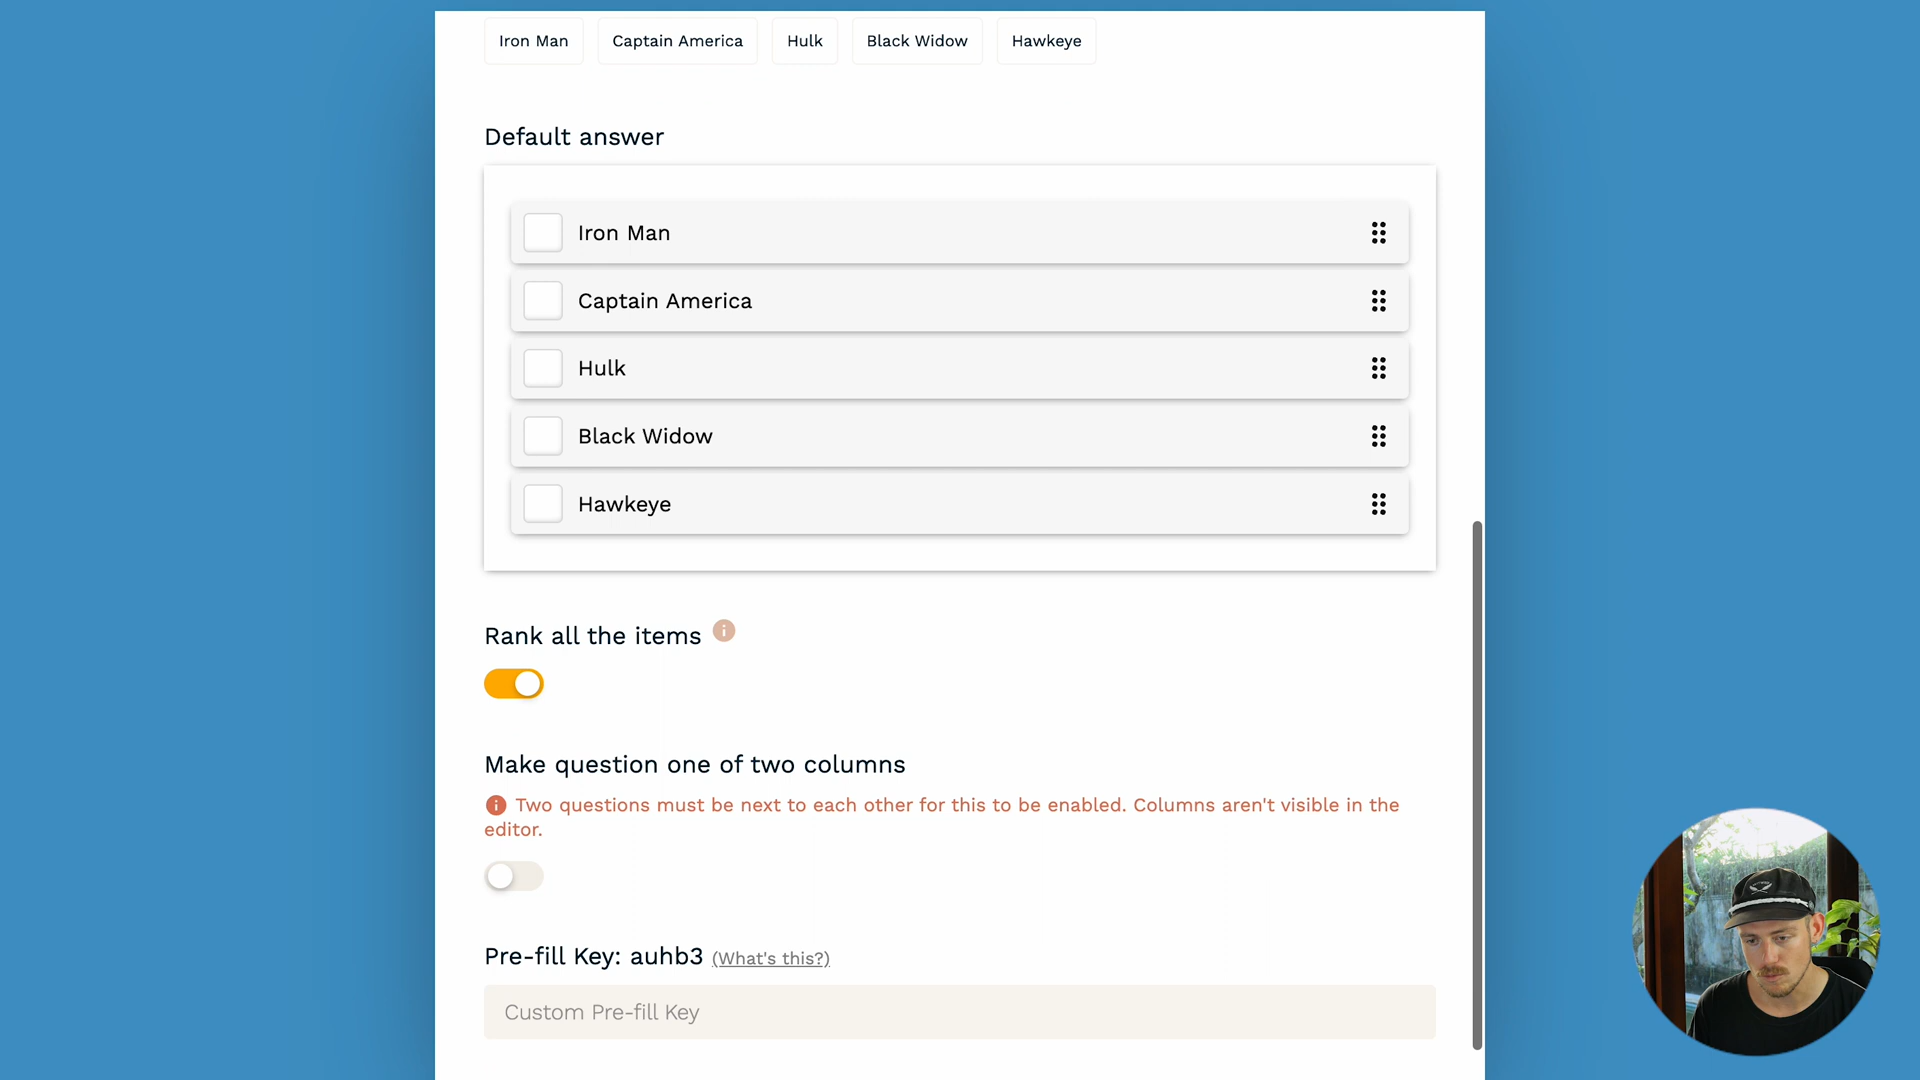 Iron Man
Captain America
Hulk
Black Widow
Hawkeye
Default answer
Iron Man
Captain America
Hulk
Black Widow
Hawkeye
Rank all the items
Make question one of two columns
Two questions must be next to each other for this to be enabled. Columns aren't visible in the
editor.
Pre-fill Key: auhb3 (What's this?)
Custom Pre-fill Key